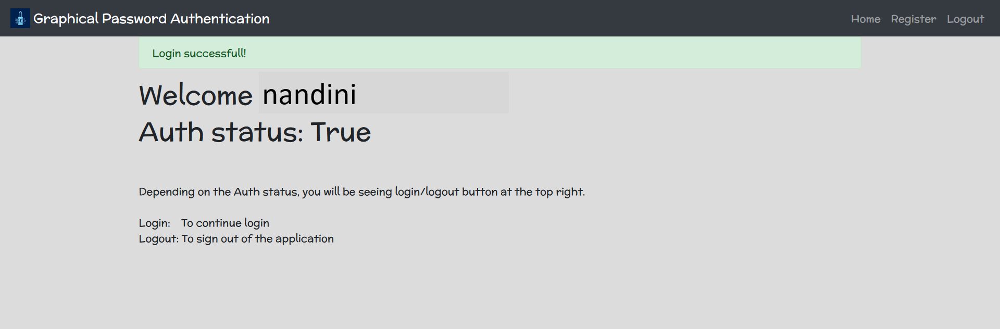 Graphical Password Authentication
Home Register Logout
Login successfull!
Welcome nandini
Auth status: True
Depending on the Auth status, you will be seeing login/logout button at the top right.
Login: To continue login
Logout: To sign out of the application